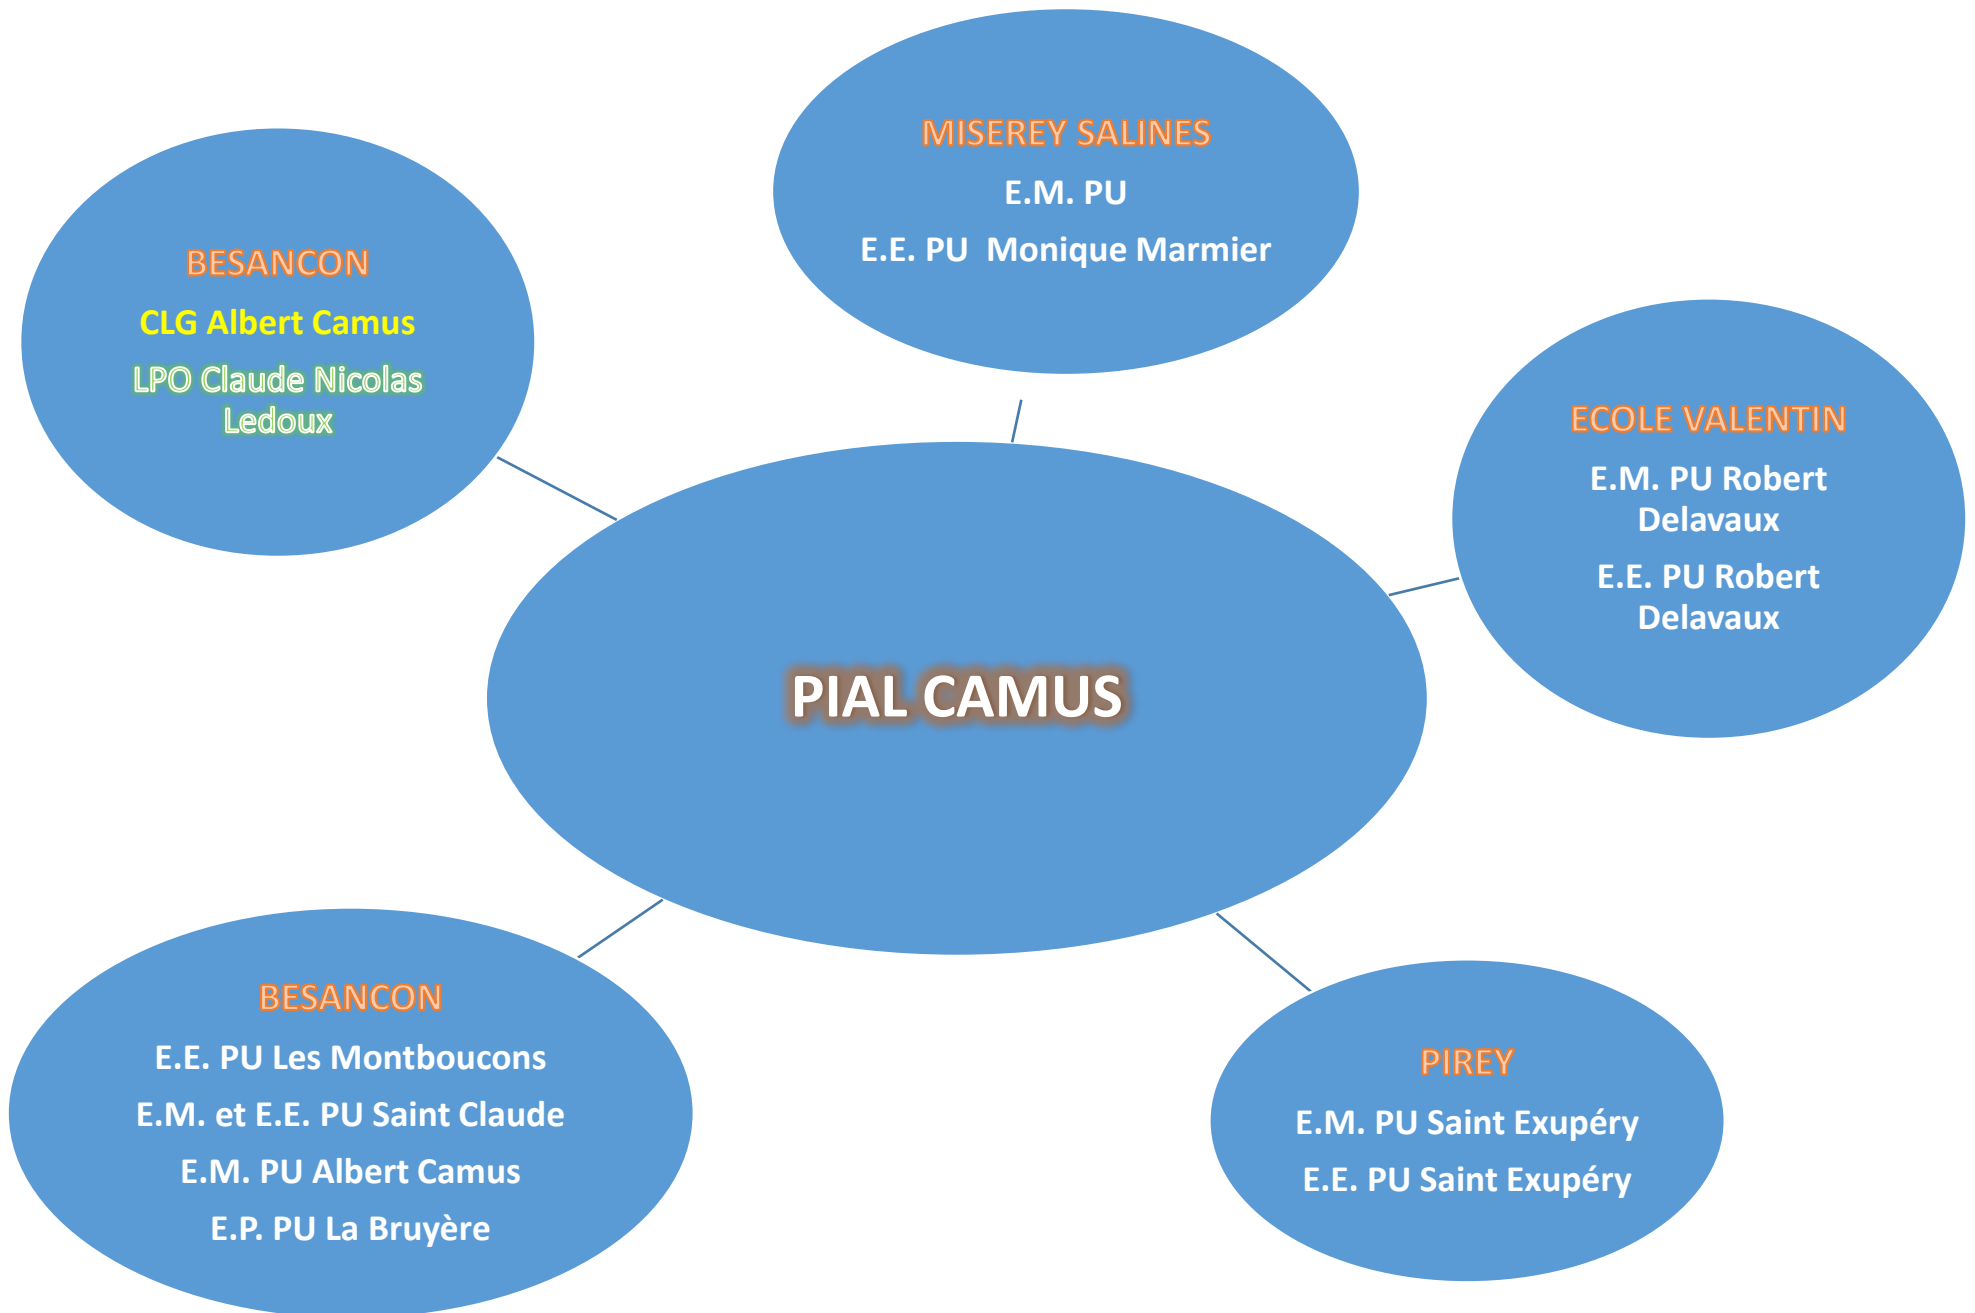 MISEREY SALINES
E.M. PU
E.E. PU  Monique Marmier
BESANCON
CLG Albert Camus
LPO Claude Nicolas
Ledoux
ECOLE VALENTIN
E.M. PU Robert
Delavaux
E.E. PU Robert
Delavaux
PIAL CAMUS
BESANCON
E.E. PU Les Montboucons
E.M. et E.E. PU Saint Claude
E.M. PU Albert Camus
E.P. PU La Bruyère
PIREY
E.M. PU Saint Exupéry
E.E. PU Saint Exupéry